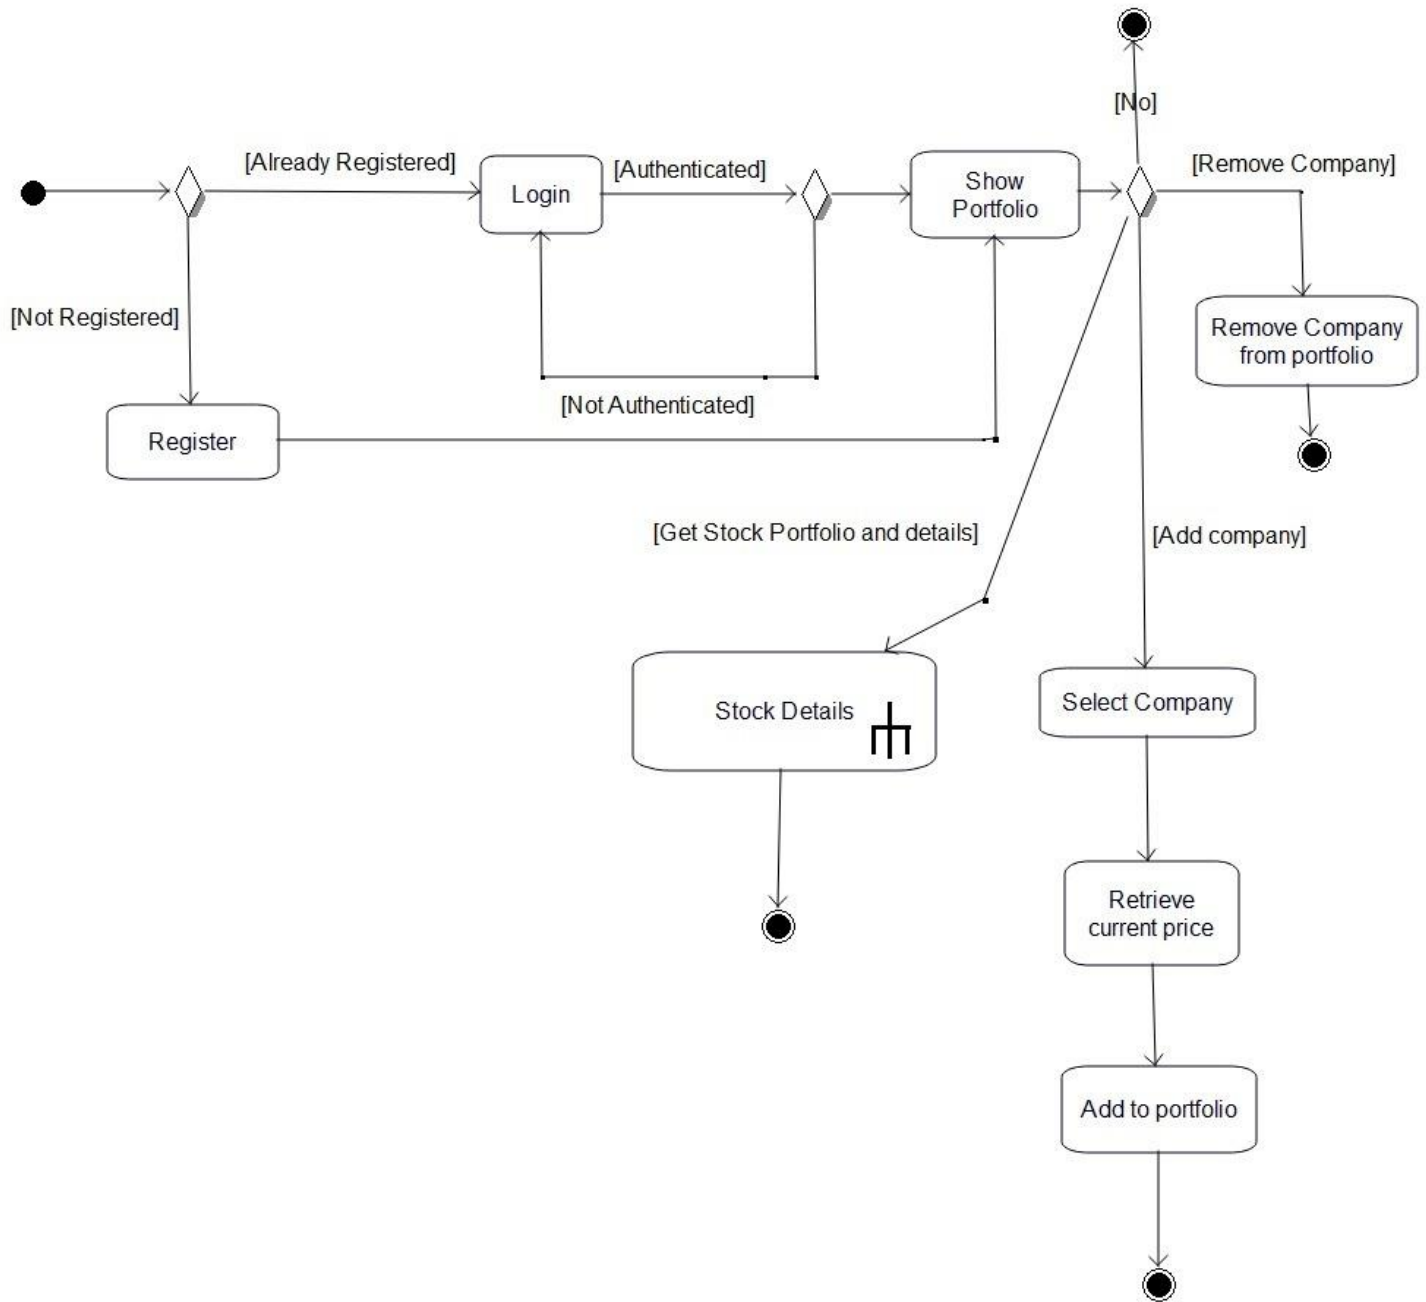 [No]
[Already Registered]
[Authenticated]
[Remove Company]
Login
Show
Portfolio
[Not Registered]
Remove Company
from portfolio
[Not Authenticated]
Register
[Get Stock Portfolio and details]
[Add company]
Stock Details
Select Company
Retrieve
current price
Add to portfolio